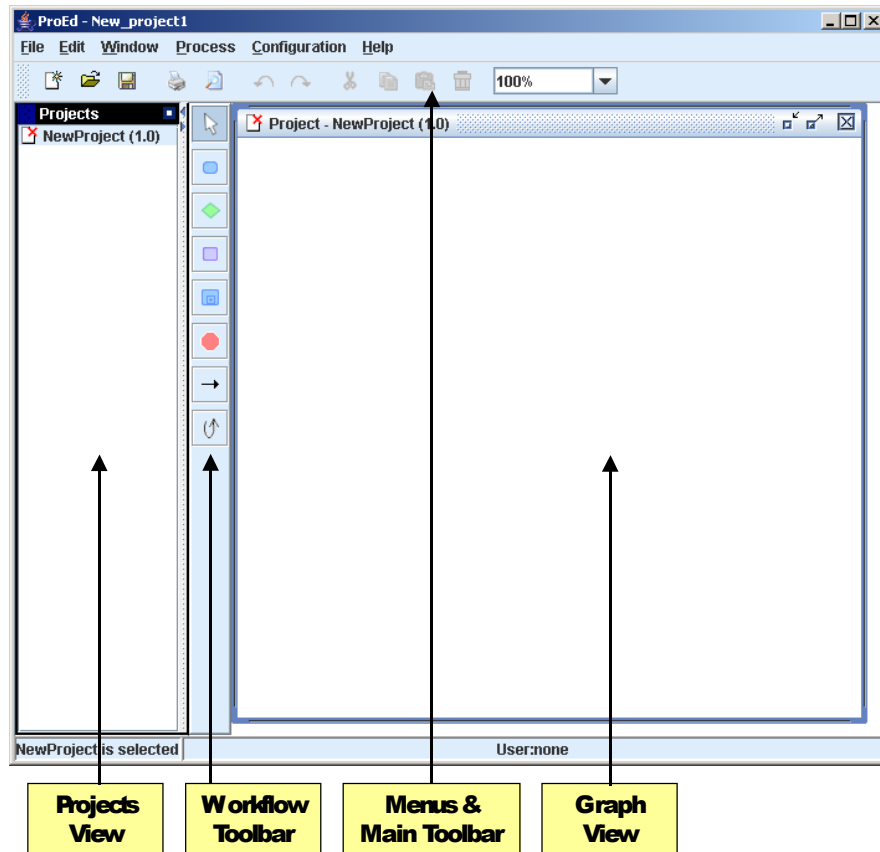 ProEd - New_project1
File Edit Window Process Configuration Help
100%
Projects
NewProject (1.0)
Project - NewProject (1.0)
NewProject is selected
User:none
Projects
View
Workflow
Toolbar
Menus &
Main Toolbar
Graph
View